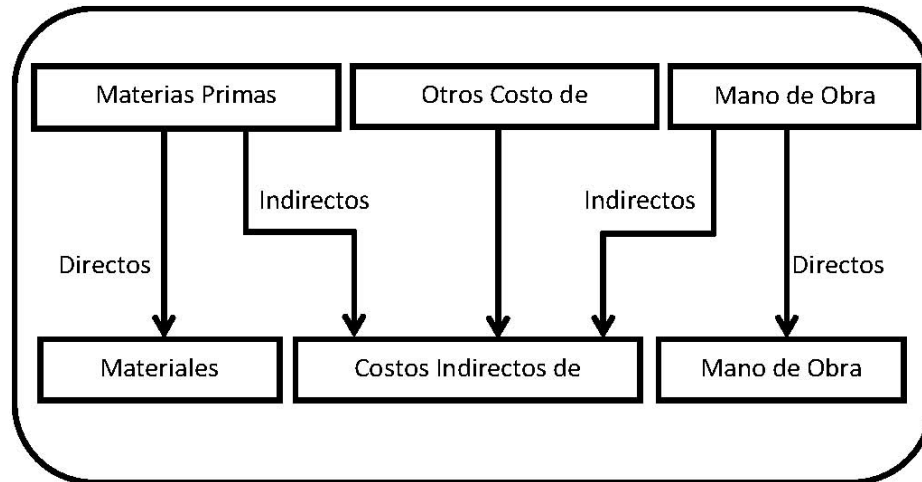 Materias Primas
Otros Costo de
Mano de Obra
Indirectos
Indirectos
Directos
Directos
Materiales
Costos Indirectos de
Mano de Obra